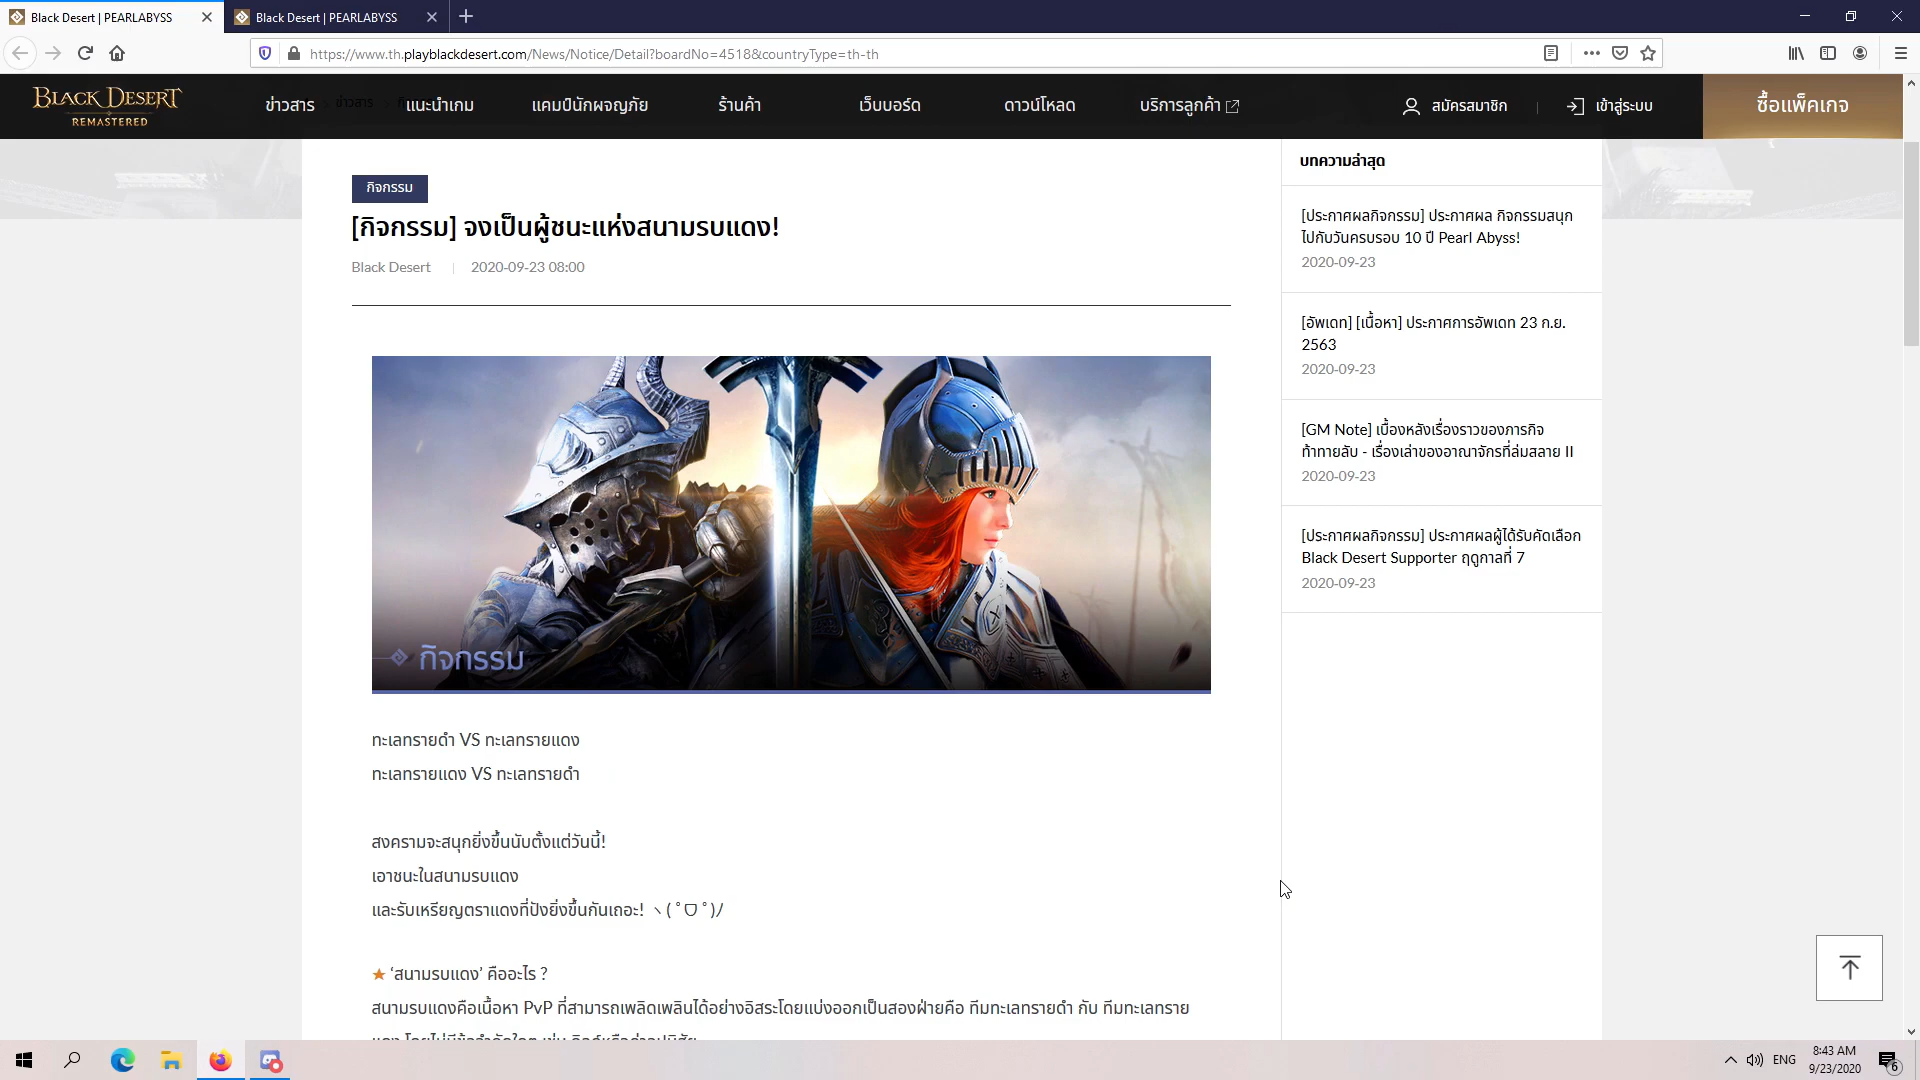 Black Desert | PEARLABYSS
Black Desert | PEARLABYSS
https://www.th.playblackdesert.com/News/Notice/Detail?boardNo=4518&countryType=th-th
BLACK DESERT
REMASTERED
ข่าวสาร
ข่าวสาร
แนะนำเกม
แคมป์นักผจญภัย
ร้านค้า
เว็บบอร์ด
ดาวน์โหลด
บริการลูกค้า
สมัครสมาชิก
เข้าสู่ระบบ
ซื้อแพ็คเกจ
กิจกรรม
[กิจกรรม] จงเป็นผู้ชนะแห่งสนามรบแดง!
Black Desert | 2020-09-23 08:00
กิจกรรม
ทะเลทรายดำ VS ทะเลทรายแดง
ทะเลทรายแดง VS ทะเลทรายดำ
สงครามจะสนุกยิ่งขึ้นนับตั้งแต่วันนี้!
เอาชนะในสนามรบแดง
และรับเหรียญตราแดงที่ปังยิ่งขึ้นกันเถอะ! ヽ( ﾟᗜ ﾟ)ﾉ
★ ‘สนามรบแดง’ คืออะไร ?
สนามรบแดงคือเนื้อหา PvP ที่สามารถเพลิดเพลินได้อย่างอิสระโดยแบ่งออกเป็นสองฝ่ายคือ ทีมทะเลทรายดำ กับ ทีมทะเลทราย
บทความล่าสุด
[ประกาศผลกิจกรรม] ประกาศผล กิจกรรมสนุก
ไปกับวันครบรอบ 10 ปี Pearl Abyss!
2020-09-23
[อัพเดท] [เนื้อหา] ประกาศการอัพเดท 23 ก.ย.
2563
2020-09-23
[GM Note] เบื้องหลังเรื่องราวของภารกิจ
ท้าทายลับ - เรื่องเล่าของอาณาจักรที่ล่มสลาย II
2020-09-23
[ประกาศผลกิจกรรม] ประกาศผลผู้ได้รับคัดเลือก
Black Desert Supporter ฤดูกาลที่ 7
2020-09-23
ENG
8:43 AM
9/23/2020
6